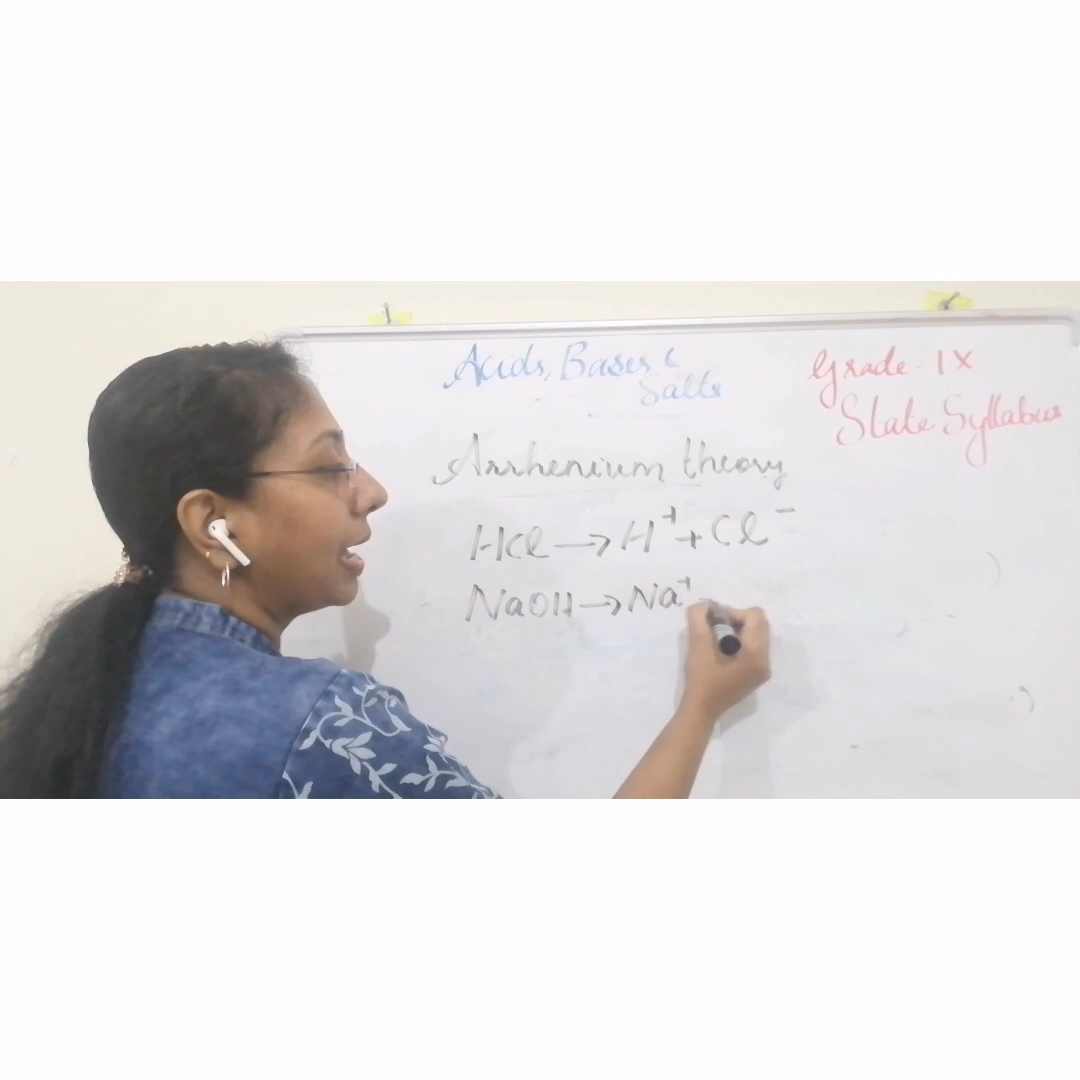 Acids, Bases &
Salts
Grade - IX
State Syllabus
Arrhenium theory
HCl → H⁺ + Cl⁻
NaOH → Na⁺